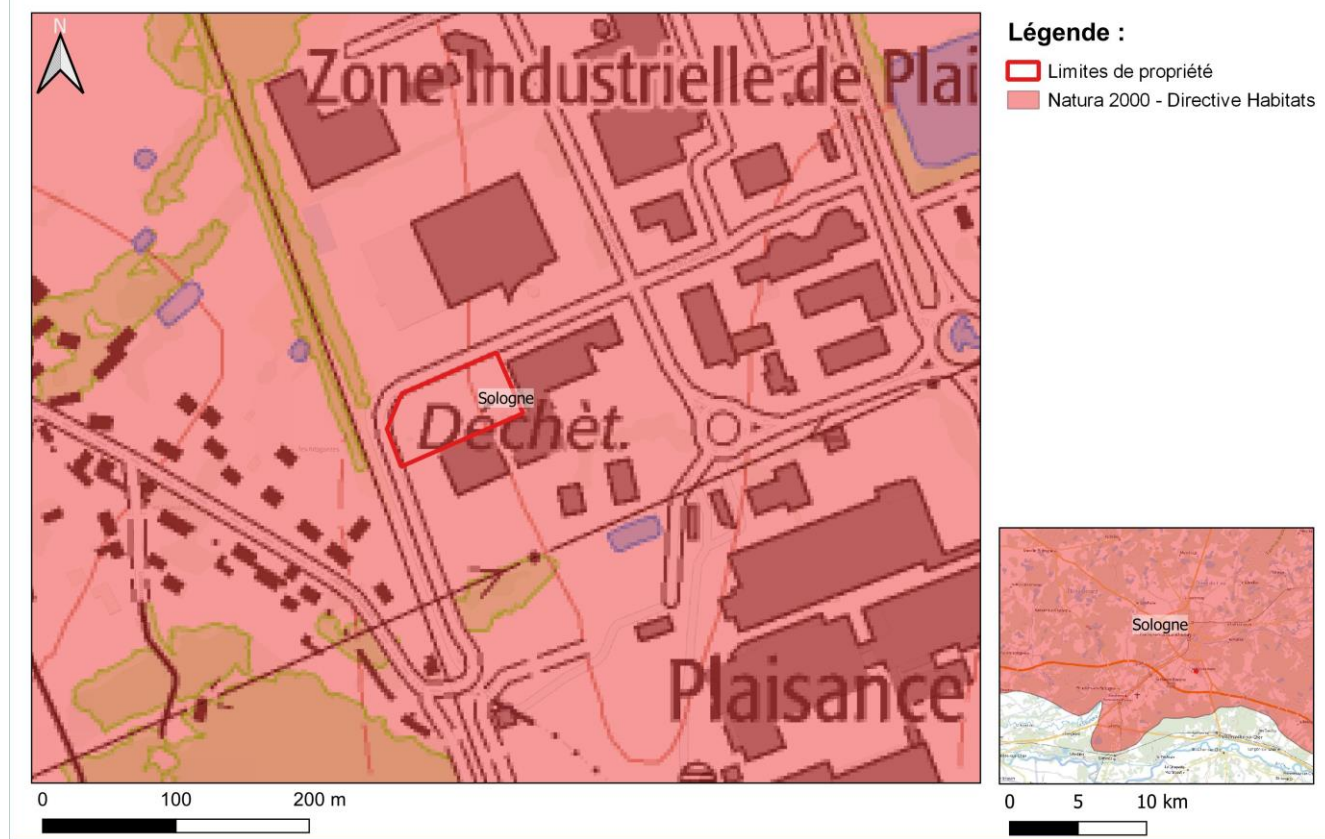 N
Zone Industrielle de Plai
Sologne
Déchèt.
Plaisance
0 100 200 m
Légende :
Limites de propriété
Natura 2000 - Directive Habitats
Sologne
0 5 10 km